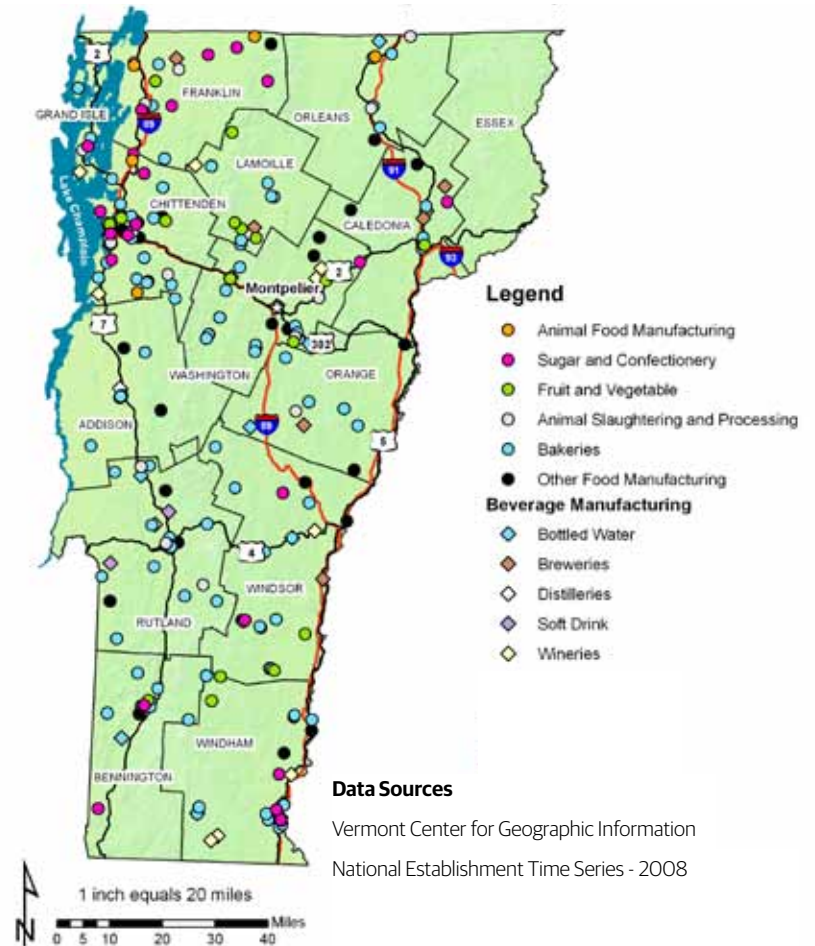 2
FRANKLIN
GRAND ISLE
89
ORLEANS
ESSEX
LAMOILLE
91
Lake Champlain
CHITTENDEN
CALEDONIA
93
2
Montpelier
7
302
WASHINGTON
ORANGE
ADDISON
89
5
4
WINDSOR
RUTLAND
WINDHAM
BENNINGTON
Legend
Animal Food Manufacturing
Sugar and Confectionery
Fruit and Vegetable
Animal Slaughtering and Processing
Bakeries
Other Food Manufacturing
Beverage Manufacturing
Bottled Water
Breweries
Distilleries
Soft Drink
Wineries
Data Sources
Vermont Center for Geographic Information
National Establishment Time Series - 2008
N
1 inch equals 20 miles
Miles
0 5 10 20 30 40